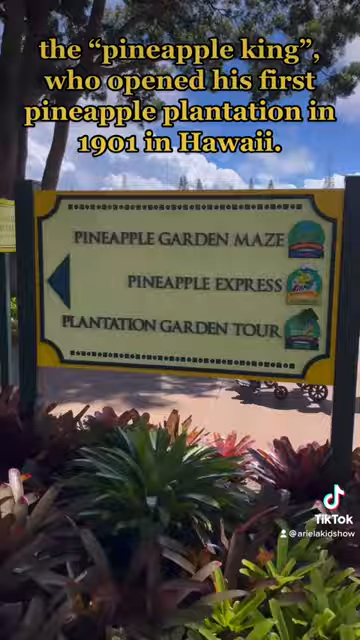 the “pineapple king”,
who opened his first
pineapple plantation in
1901 in Hawaii.
PINEAPPLE GARDEN MAZE
PINEAPPLE EXPRESS
PLANTATION GARDEN TOUR
TikTok
@arielakidshow